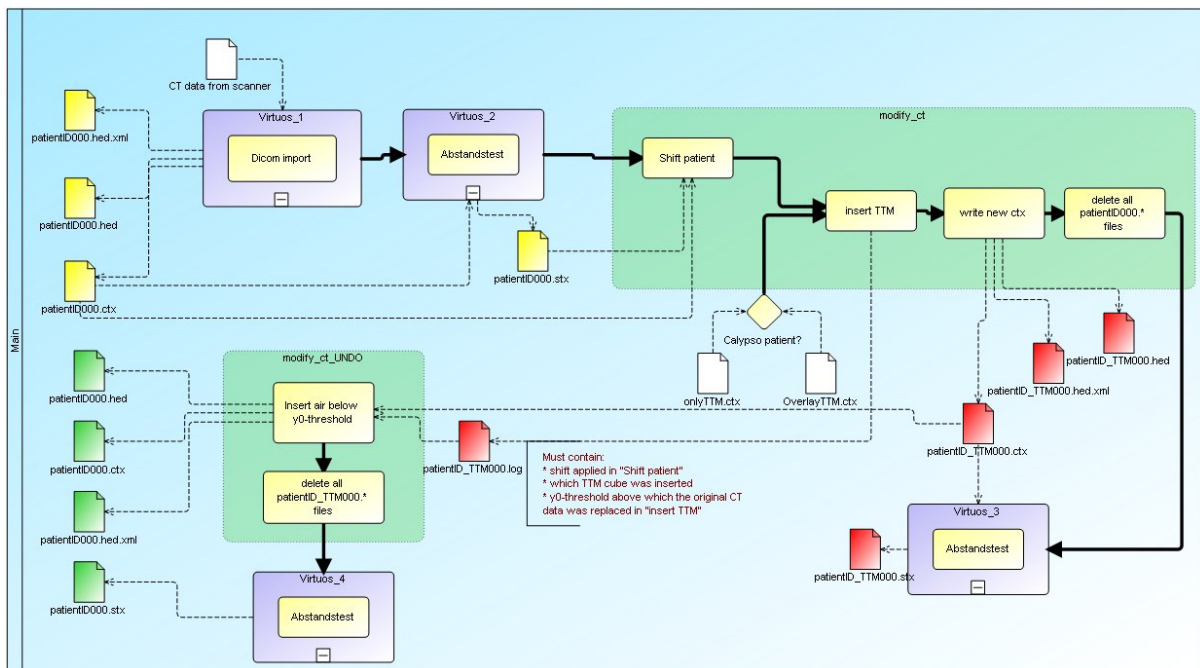 Main
CT data from scanner
patientID000.hed.xml
patientID000.hed
patientID000.ctx
Virtuos_1
Dicom import
Virtuos_2
Abstandstest
patientID000.stx
modify_ct
Shift patient
insert TTM
write new ctx
delete all
patientID000.*
files
Calypso patient?
onlyTTM.ctx
OverlayTTM.ctx
patientID_TTM000.hed
patientID_TTM000.hed.xml
patientID_TTM000.ctx
modify_ct_UNDO
Insert air below
y0-threshold
delete all
patientID_TTM000.*
files
patientID000.hed
patientID000.ctx
patientID000.hed.xml
patientID000.stx
patientID_TTM000.log
Must contain:
* shift applied in "Shift patient"
* which TTM cube was inserted
* y0-threshold above which the original CT
data was replaced in "insert TTM"
Virtuos_3
Abstandstest
patientID_TTM000.stx
Virtuos_4
Abstandstest